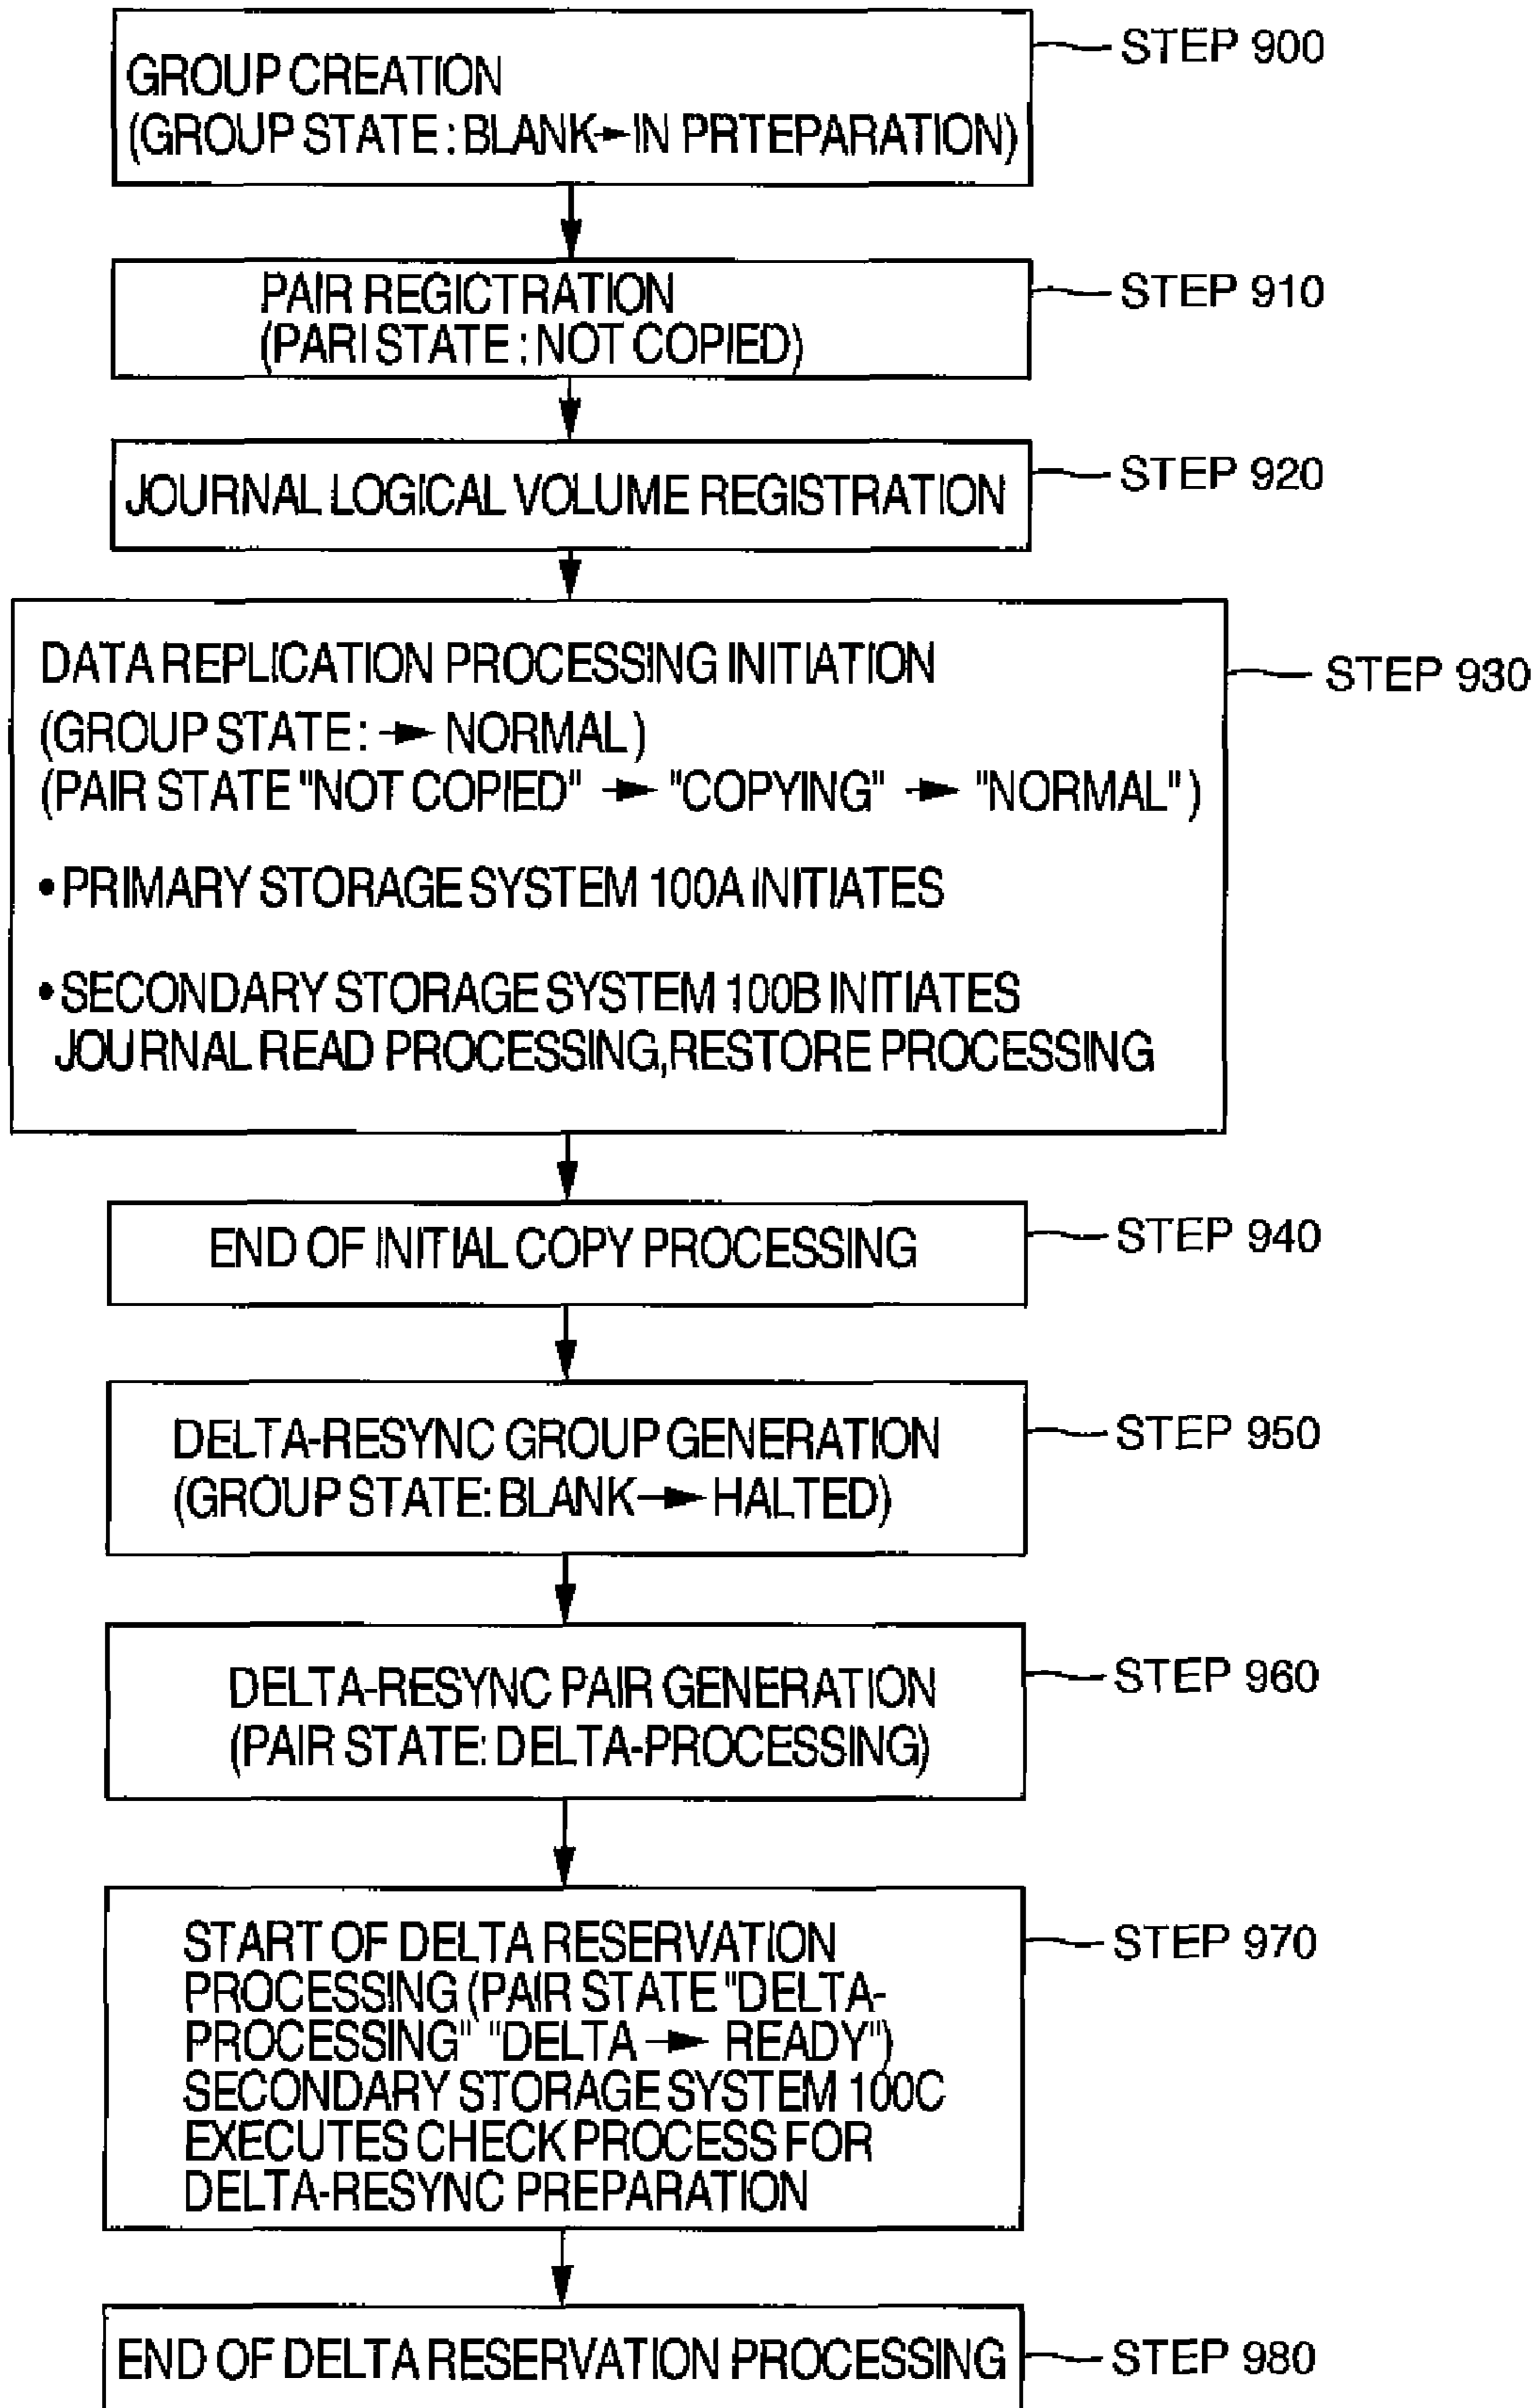 GROUP CREATION
(GROUP STATE : BLANK→IN PRTEPARATION)
STEP 900
PAIR REGICTRATION
(PARI STATE : NOT COPIED)
STEP 910
JOURNAL LOGICAL VOLUME REGISTRATION
STEP 920
DATA REPLICATION PROCESSING INITIATION
(GROUP STATE : → NORMAL)
(PAIR STATE "NOT COPIED" → "COPYING" → "NORMAL")
• PRIMARY STORAGE SYSTEM 100A INITIATES
• SECONDARY STORAGE SYSTEM 100B INITIATES
JOURNAL READ PROCESSING, RESTORE PROCESSING
STEP 930
END OF INITIAL COPY PROCESSING
STEP 940
DELTA-RESYNC GROUP GENERATION
(GROUP STATE: BLANK→HALTED)
STEP 950
DELTA-RESYNC PAIR GENERATION
(PAIR STATE: DELTA-PROCESSING)
STEP 960
START OF DELTA RESERVATION
PROCESSING (PAIR STATE "DELTA-
PROCESSING" "DELTA → READY")
SECONDARY STORAGE SYSTEM 100C
EXECUTES CHECK PROCESS FOR
DELTA-RESYNC PREPARATION
STEP 970
END OF DELTA RESERVATION PROCESSING
STEP 980